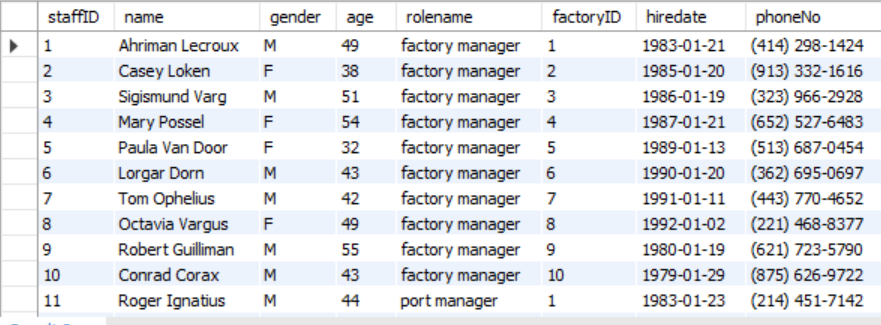 staffID name gender age rolename factoryID hiredate phoneNo
1 Ahriman Lecroux M 49 factory manager 1 1983-01-21 (414) 298-1424
2 Casey Loken F 38 factory manager 2 1985-01-20 (913) 332-1616
3 Sigismund Varg M 51 factory manager 3 1986-01-19 (323) 966-2928
4 Mary Possel F 54 factory manager 4 1987-01-21 (652) 527-6483
5 Paula Van Door F 32 factory manager 5 1989-01-13 (513) 687-0454
6 Lorgar Dorn M 43 factory manager 6 1990-01-20 (362) 695-0697
7 Tom Ophelius M 42 factory manager 7 1991-01-11 (443) 770-4652
8 Octavia Vargus F 49 factory manager 8 1992-01-02 (221) 468-8377
9 Robert Guilliman M 55 factory manager 9 1980-01-19 (621) 723-5790
10 Conrad Corax M 43 factory manager 10 1979-01-29 (875) 626-9722
11 Roger Ignatius M 44 port manager 1 1983-01-23 (214) 451-7142